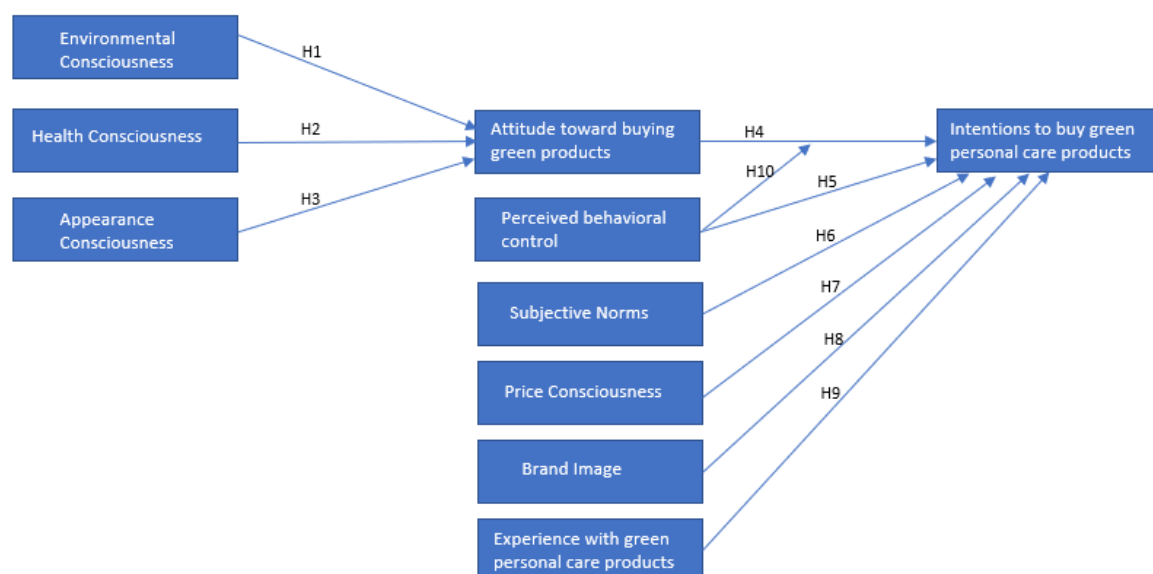 Environmental
Consciousness
H1
Health Consciousness
H2
Attitude toward buying
green products
H4
Intentions to buy green
personal care products
H10
H5
H3
Appearance
Consciousness
Perceived behavioral
control
H6
Subjective Norms
H7
H8
Price Consciousness
H9
Brand Image
Experience with green
personal care products